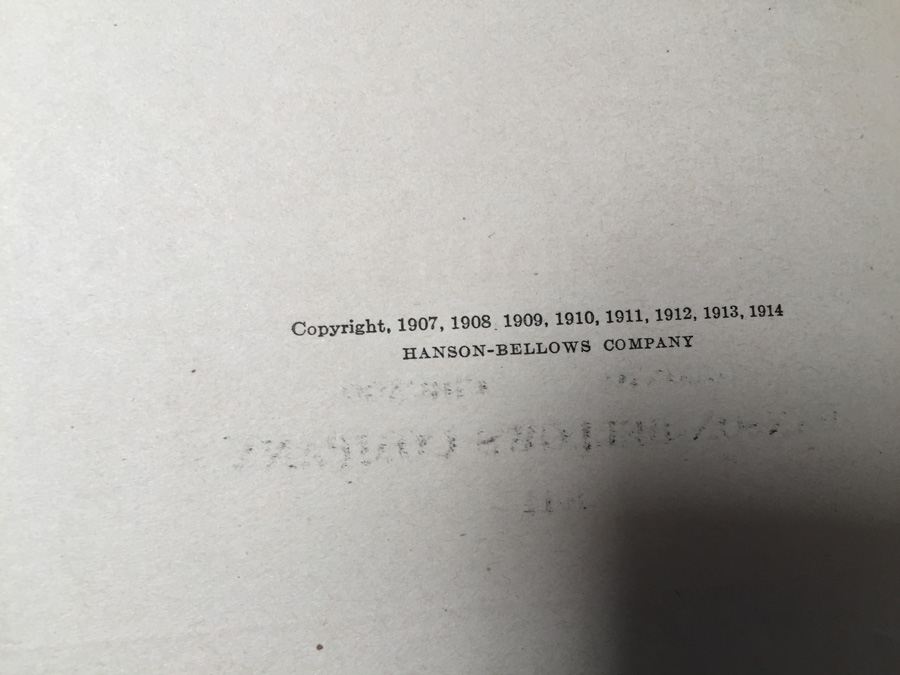 Copyright, 1907, 1908, 1909, 1910, 1911, 1912, 1913, 1914
HANSON-BELLOWS COMPANY